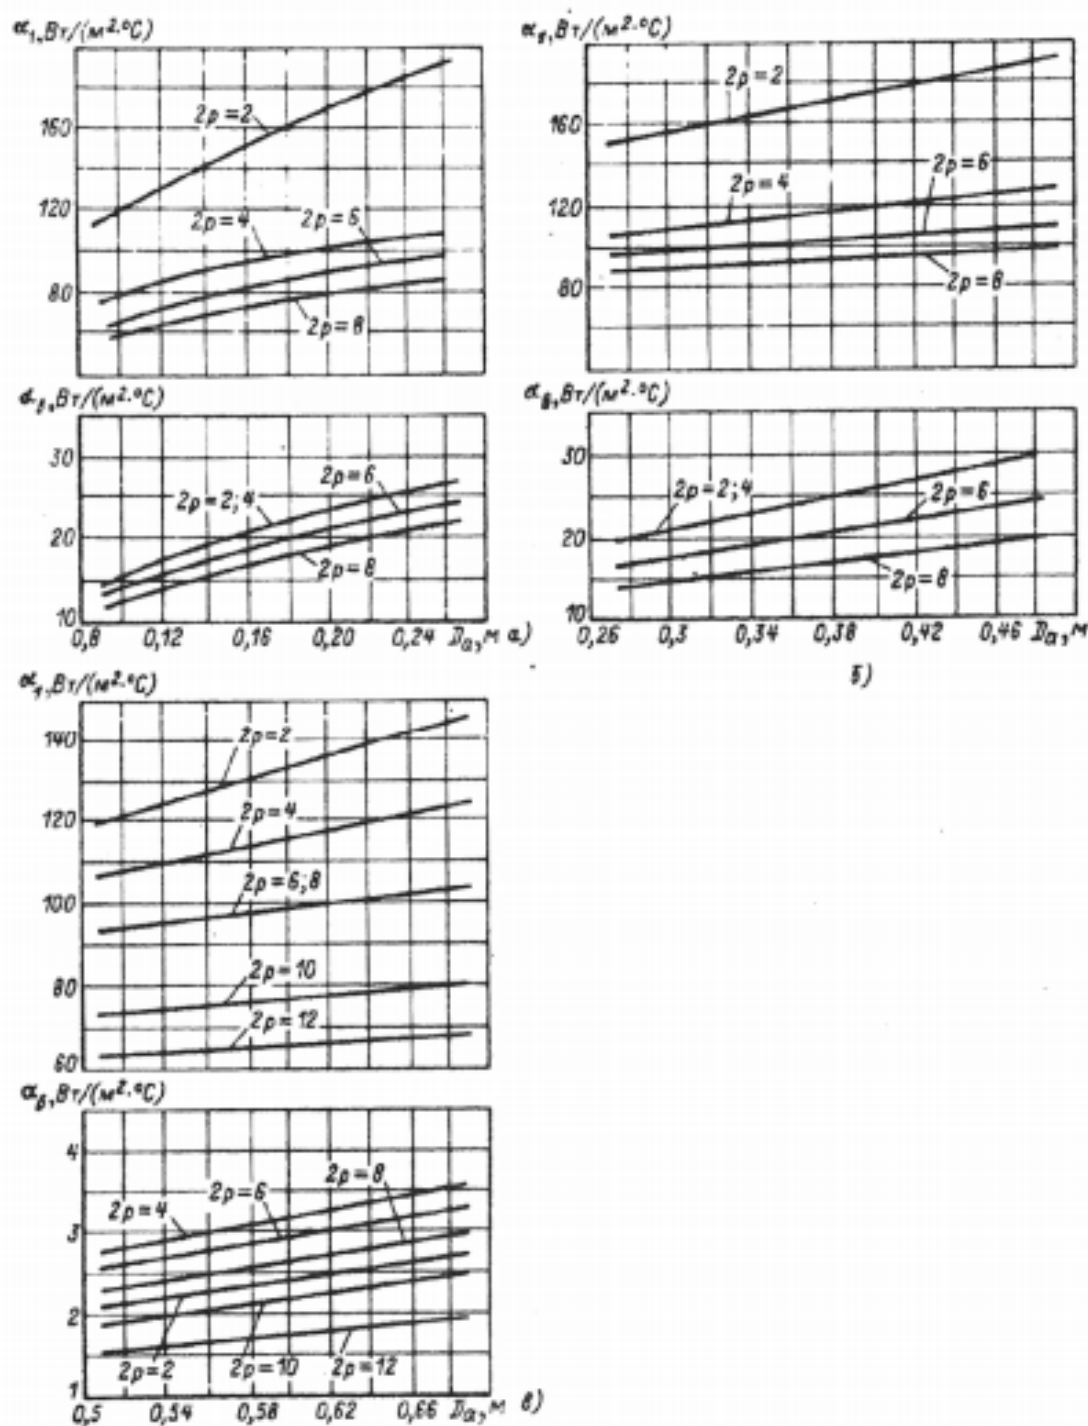 α₁, Вт/(м²·°С)
160
120
80
2p=2
2p=4
2p=6
2p=8
αᵦ, Вт/(м²·°С)
30
20
10
2p=2;4
2p=6
2p=8
0,8 0,12 0,16 0,20 0,24 Dₐ, м а)
α₁, Вт/(м²·°С)
160
120
80
2p=2
2p=4
2p=6
2p=8
αᵦ, Вт/(м²·°С)
30
20
10
2p=2;4
2p=6
2p=8
0,26 0,3 0,34 0,38 0,42 0,46 Dₐ, м
б)
α₁, Вт/(м²·°С)
140
120
100
80
60
2p=2
2p=4
2p=6;8
2p=10
2p=12
αᵦ, Вт/(м²·°С)
4
3
2
1
2p=4
2p=6
2p=8
2p=2
2p=10
2p=12
0,5 0,54 0,58 0,62 0,66 Dₐ, м в)